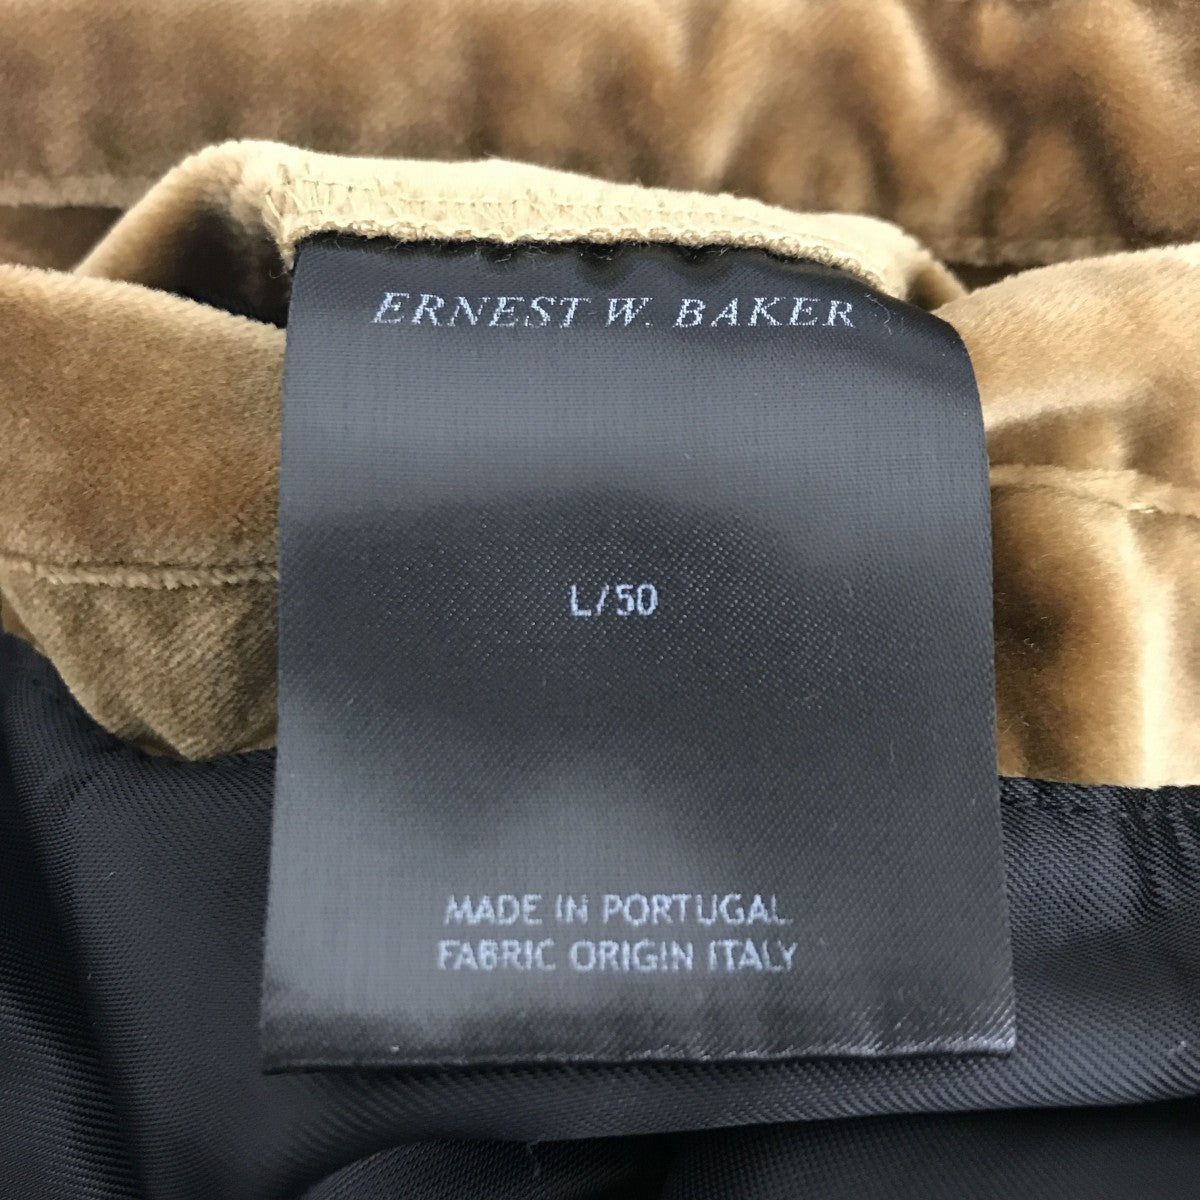 ERNEST W. BAKER
L/50
MADE IN PORTUGAL
FABRIC ORIGIN ITALY